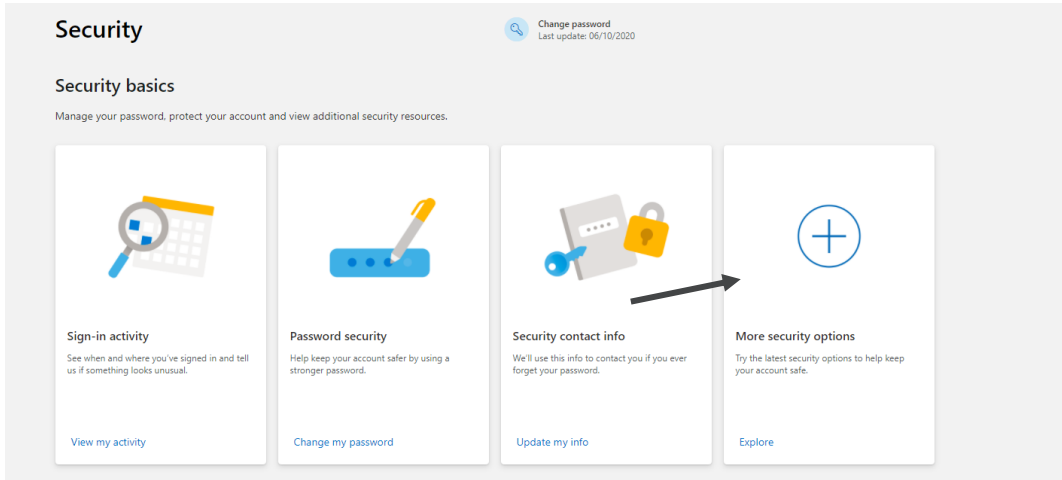 Security
Change password
Last update: 06/10/2020
Security basics
Manage your password, protect your account and view additional security resources.
Sign-in activity
See when and where you've signed in and tell
us if something looks unusual.
View my activity
Password security
Help keep your account safer by using a
stronger password.
Change my password
Security contact info
We'll use this info to contact you if you ever
forget your password.
Update my info
More security options
Try the latest security options to help keep
your account safe.
Explore